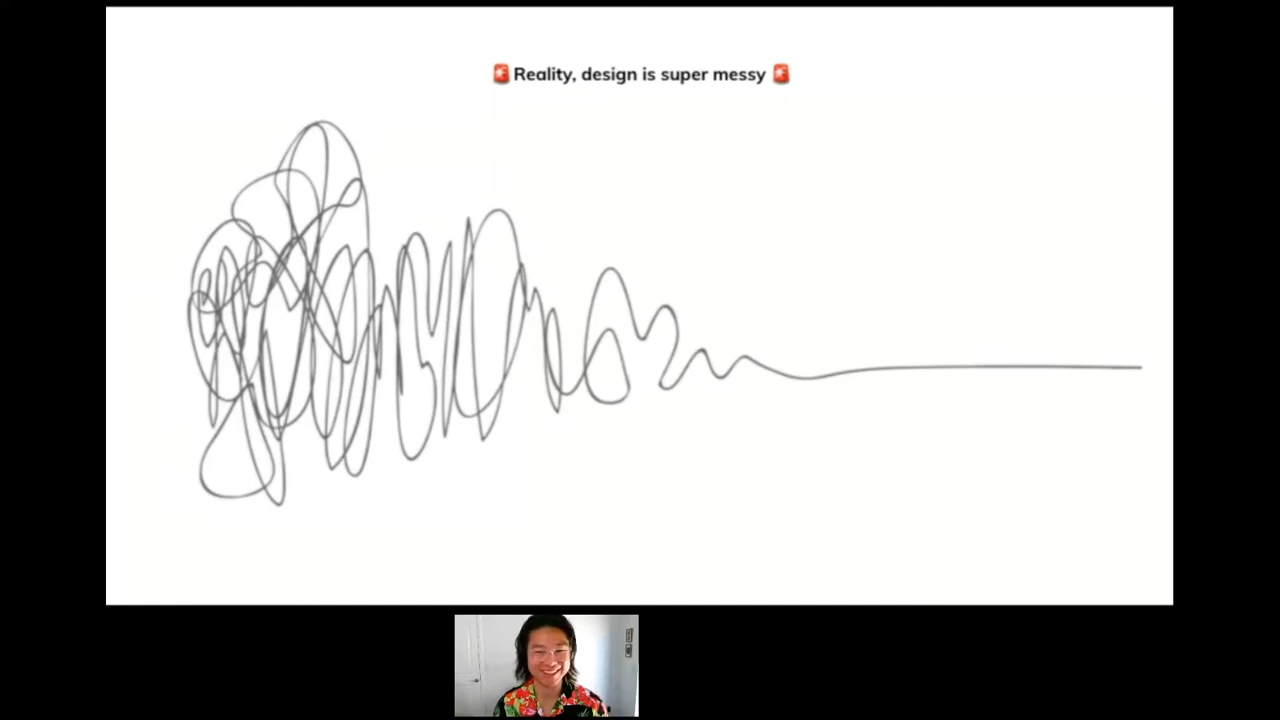 🚨 Reality, design is super messy 🚨